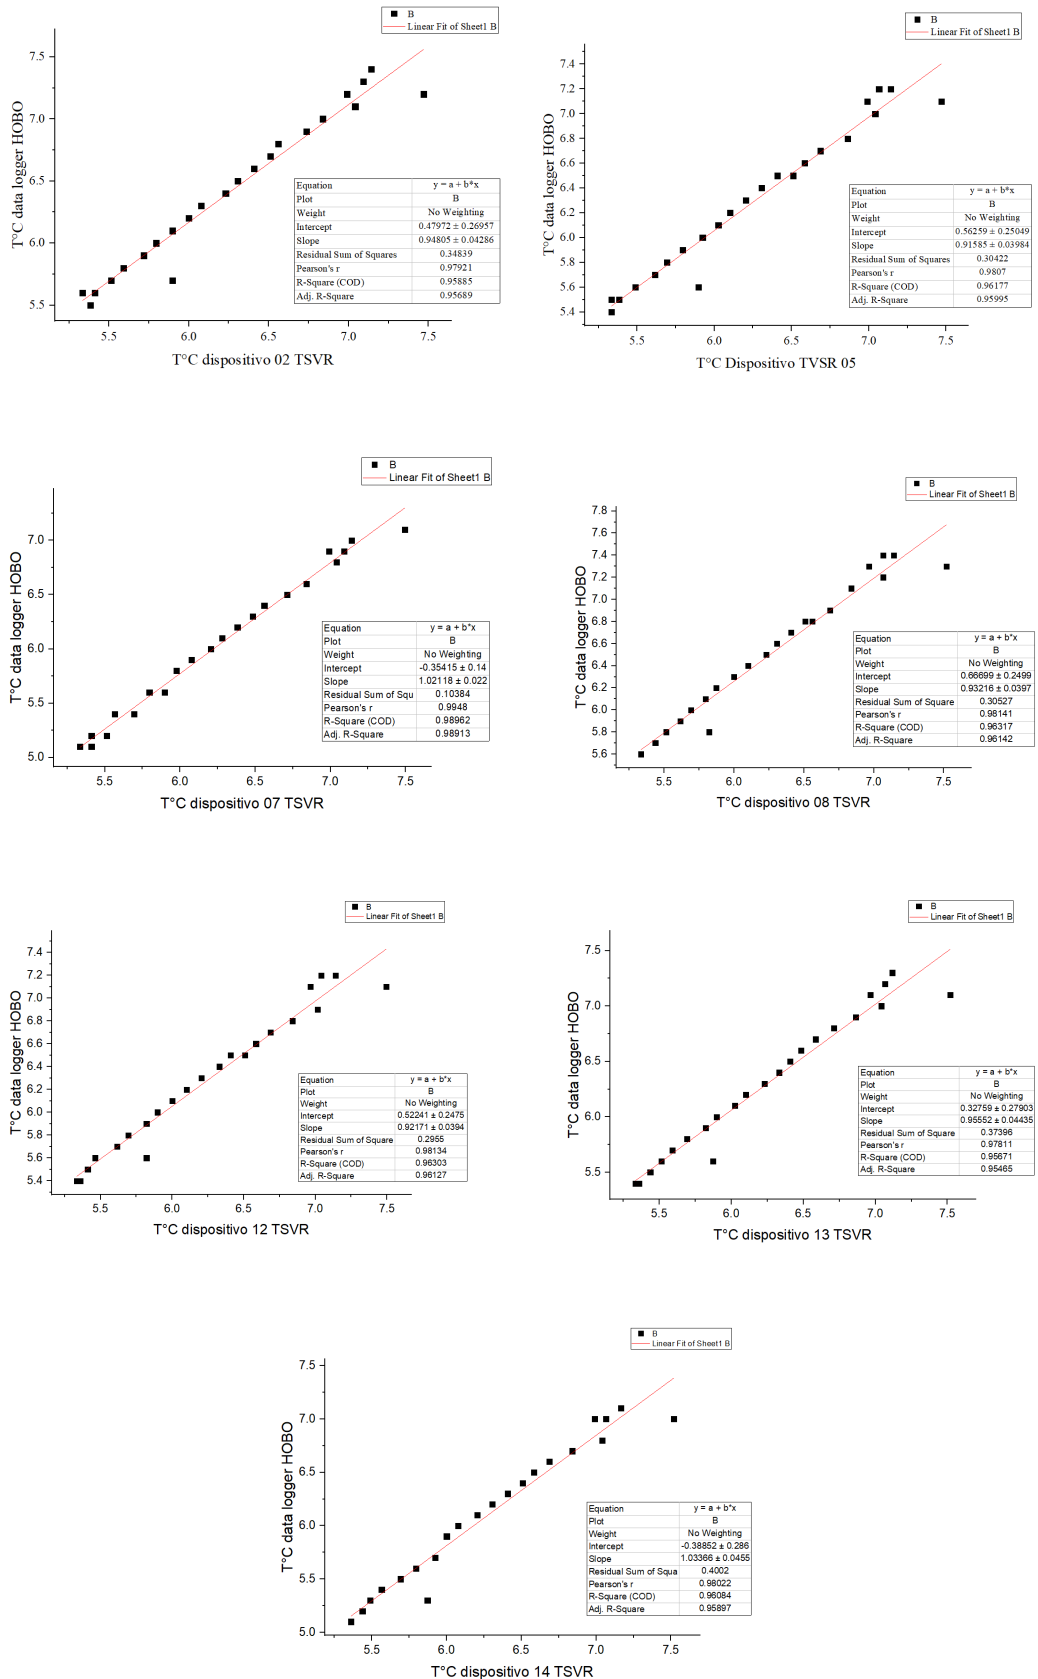 B
Linear Fit of Sheet1 B
T°C data logger HOBO
7.5
7.0
6.5
6.0
5.5
Equation y = a + b*x
Plot B
Weight No Weighting
Intercept 0.47972 ± 0.26957
Slope 0.94805 ± 0.04286
Residual Sum of Squares 0.34839
Pearson's r 0.97921
R-Square (COD) 0.95885
Adj. R-Square 0.95689
5.5 6.0 6.5 7.0 7.5
T°C dispositivo 02 TSVR
B
Linear Fit of Sheet1 B
T°C data logger HOBO
7.4
7.2
7.0
6.8
6.6
6.4
6.2
6.0
5.8
5.6
5.4
Equation y = a + b*x
Plot B
Weight No Weighting
Intercept 0.56259 ± 0.25049
Slope 0.91585 ± 0.03984
Residual Sum of Squares 0.30422
Pearson's r 0.9807
R-Square (COD) 0.96177
Adj. R-Square 0.95995
5.5 6.0 6.5 7.0 7.5
T°C Dispositivo TVSR 05
B
Linear Fit of Sheet1 B
T°C data logger HOBO
7.0
6.5
6.0
5.5
5.0
Equation y = a + b*x
Plot B
Weight No Weighting
Intercept -0.35415 ± 0.14
Slope 1.02118 ± 0.022
Residual Sum of Squ 0.10384
Pearson's r 0.9948
R-Square (COD) 0.98962
Adj. R-Square 0.98913
5.5 6.0 6.5 7.0 7.5
T°C dispositivo 07 TSVR
B
Linear Fit of Sheet1 B
T°C data logger HOBO
7.8
7.6
7.4
7.2
7.0
6.8
6.6
6.4
6.2
6.0
5.8
5.6
Equation y = a + b*x
Plot B
Weight No Weighting
Intercept 0.66699 ± 0.2499
Slope 0.93216 ± 0.0397
Residual Sum of Square 0.30527
Pearson's r 0.98141
R-Square (COD) 0.96317
Adj. R-Square 0.96142
5.5 6.0 6.5 7.0 7.5
T°C dispositivo 08 TSVR
B
Linear Fit of Sheet1 B
T°C data logger HOBO
7.4
7.2
7.0
6.8
6.6
6.4
6.2
6.0
5.8
5.6
5.4
Equation y = a + b*x
Plot B
Weight No Weighting
Intercept 0.52241 ± 0.2475
Slope 0.92171 ± 0.0394
Residual Sum of Square 0.2955
Pearson's r 0.98134
R-Square (COD) 0.96303
Adj. R-Square 0.96127
5.5 6.0 6.5 7.0 7.5
T°C dispositivo 12 TSVR
B
Linear Fit of Sheet1 B
T°C data logger HOBO
7.5
7.0
6.5
6.0
5.5
Equation y = a + b*x
Plot B
Weight No Weighting
Intercept 0.32759 ± 0.27903
Slope 0.95552 ± 0.04435
Residual Sum of Square 0.37396
Pearson's r 0.97811
R-Square (COD) 0.95671
Adj. R-Square 0.95465
5.5 6.0 6.5 7.0 7.5
T°C dispositivo 13 TSVR
B
Linear Fit of Sheet1 B
T°C data logger HOBO
7.5
7.0
6.5
6.0
5.5
5.0
Equation y = a + b*x
Plot B
Weight No Weighting
Intercept -0.38852 ± 0.286
Slope 1.03366 ± 0.0455
Residual Sum of Squa 0.4002
Pearson's r 0.98022
R-Square (COD) 0.96084
Adj. R-Square 0.95897
5.5 6.0 6.5 7.0 7.5
T°C dispositivo 14 TSVR